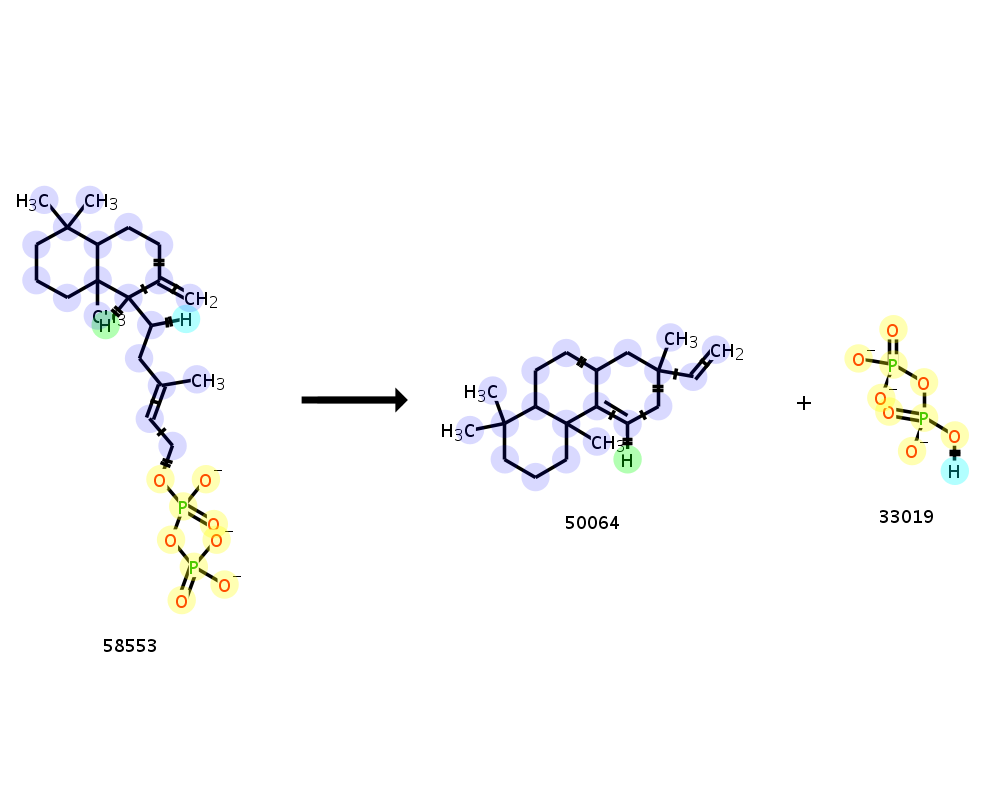 H₃C CH₃
CH₂
CH₃
H H
CH₃
O O⁻
P
O
O O⁻
P
O⁻
O
58553
CH₃
CH₂
H₃C
H₃C
CH₃
H
50064
+
O
O⁻ P
O
O⁻
O P
O
O⁻
H
33019